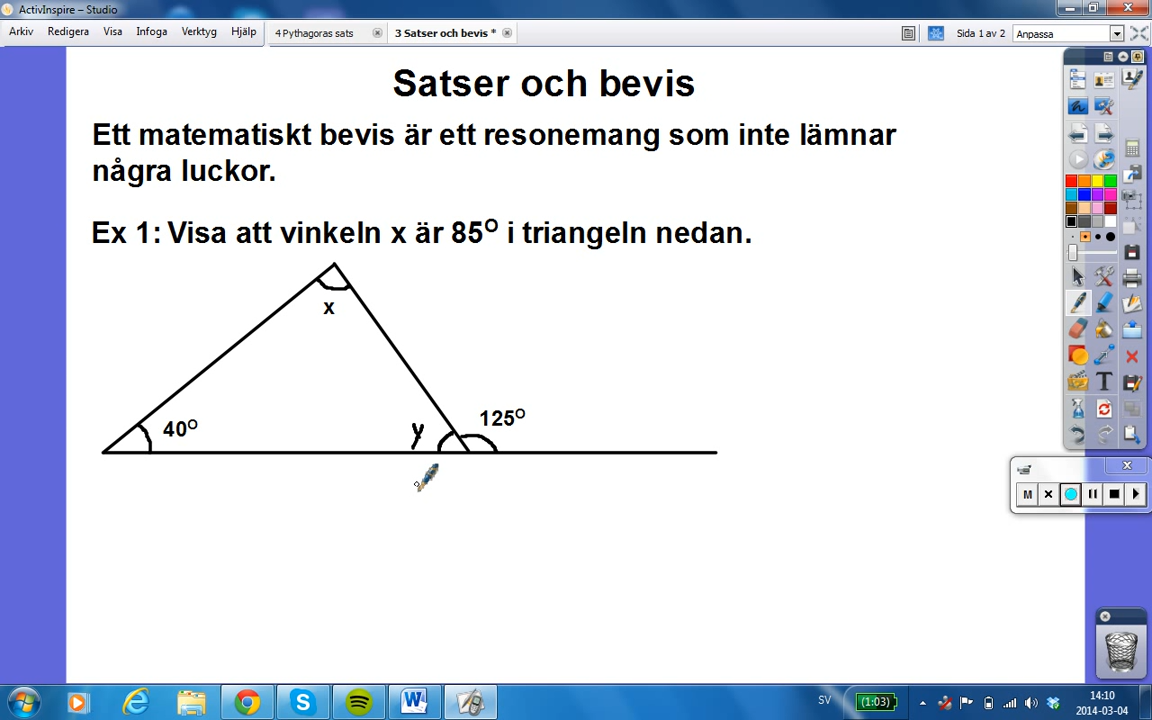 ActivInspire – Studio
Arkiv Redigera Visa Infoga Verktyg Hjälp 4 Pythagoras sats 3 Satser och bevis * Sida 1 av 2 Anpassa
Satser och bevis
Ett matematiskt bevis är ett resonemang som inte lämnar
några luckor.
Ex 1: Visa att vinkeln x är 85° i triangeln nedan.
x
40°
y
125°
M
SV (1:03) 14:10
2014-03-04